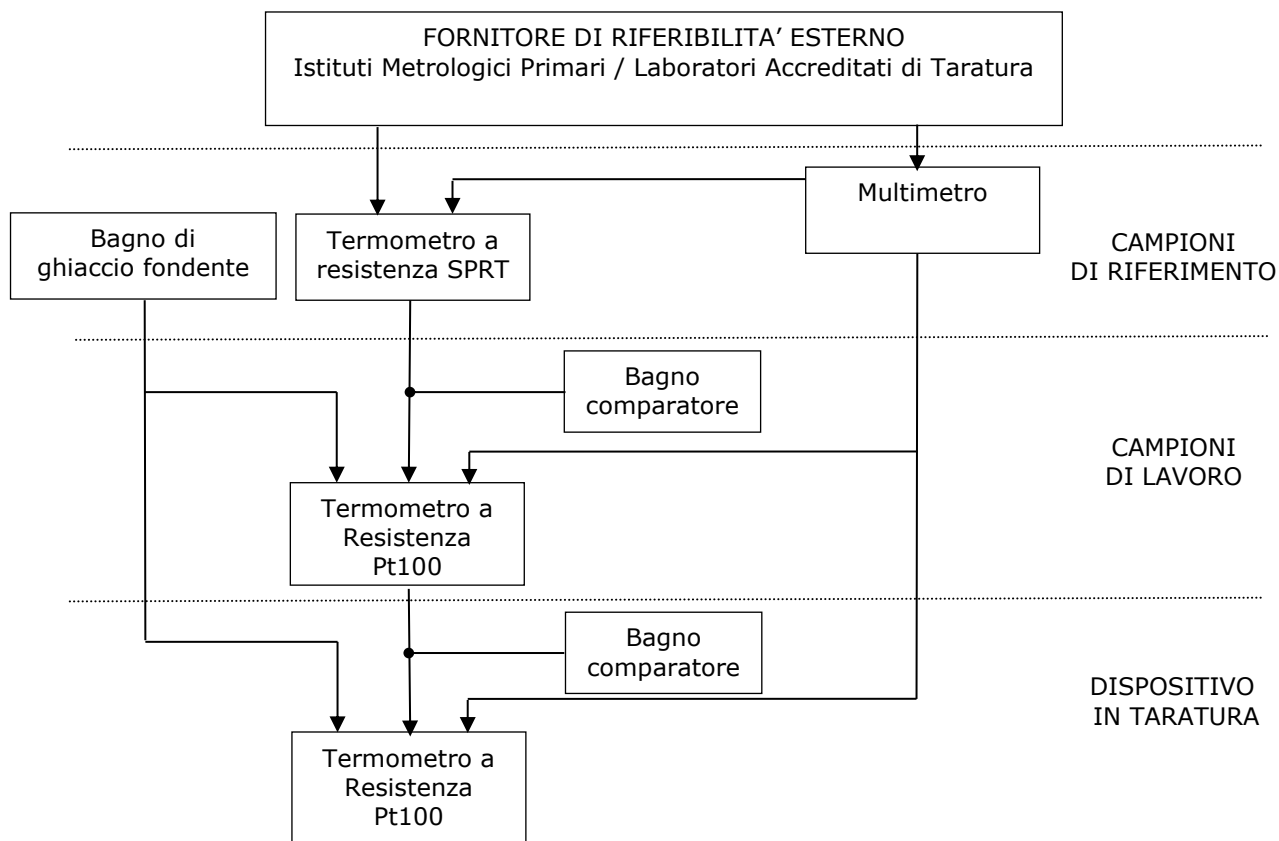 FORNITORE DI RIFERIBILITA’ ESTERNO
Istituti Metrologici Primari / Laboratori Accreditati di Taratura
Multimetro
Bagno di
ghiaccio fondente
Termometro a
resistenza SPRT
CAMPIONI
DI RIFERIMENTO
Bagno
comparatore
CAMPIONI
DI LAVORO
Termometro a
Resistenza
Pt100
Bagno
comparatore
DISPOSITIVO
IN TARATURA
Termometro a
Resistenza
Pt100